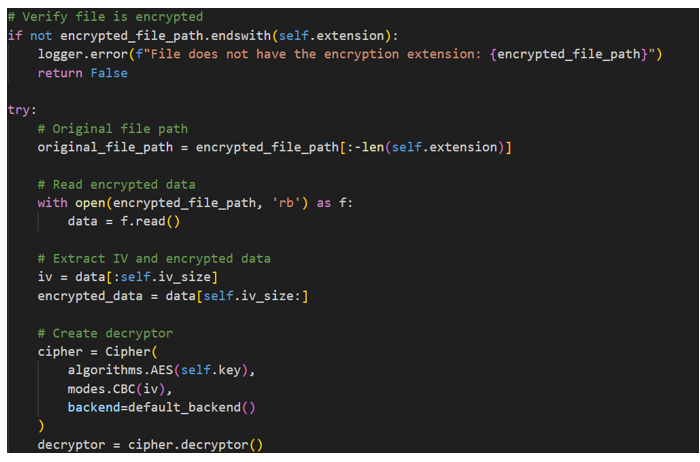 # Verify file is encrypted
if not encrypted_file_path.endswith(self.extension):
    logger.error(f"File does not have the encryption extension: {encrypted_file_path}")
    return False

try:
    # Original file path
    original_file_path = encrypted_file_path[:-len(self.extension)]

    # Read encrypted data
    with open(encrypted_file_path, 'rb') as f:
        data = f.read()

    # Extract IV and encrypted data
    iv = data[:self.iv_size]
    encrypted_data = data[self.iv_size:]

    # Create decryptor
    cipher = Cipher(
        algorithms.AES(self.key),
        modes.CBC(iv),
        backend=default_backend()
    )
    decryptor = cipher.decryptor()